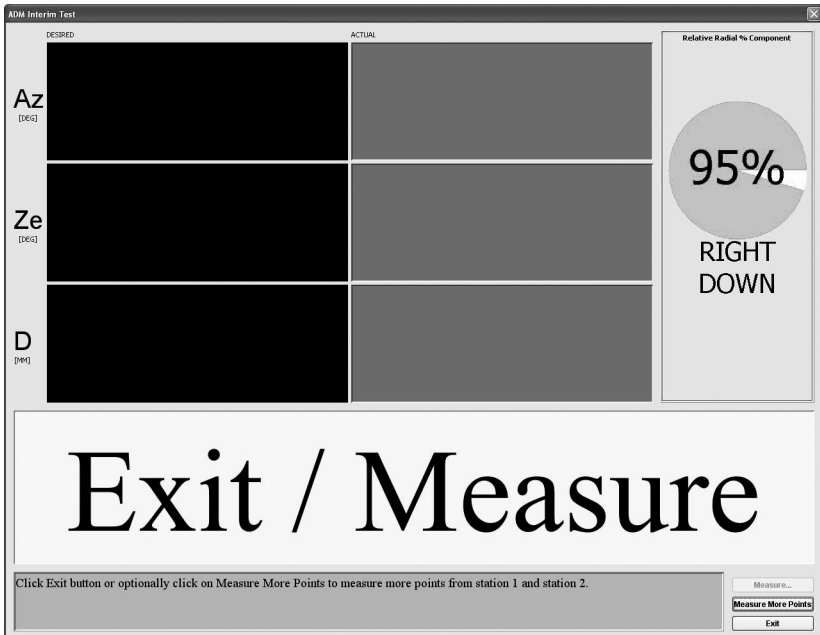 ADM Interim Test
DESIRED
ACTUAL
Relative Radial % Component
Az
[DEG]
Ze
[DEG]
D
[MM]
95%
RIGHT
DOWN
Exit / Measure
Click Exit button or optionally click on Measure More Points to measure more points from station 1 and station 2.
Measure...
Measure More Points
Exit